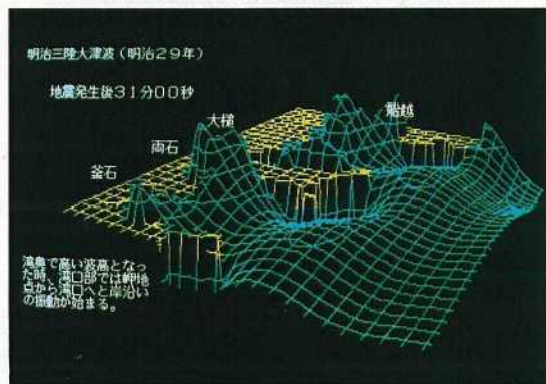 明治三陸大津波(明治29年)
地震発生後31分00秒
船越
大槌
両石
釜石
湾奥で高い波高となっ
た時、湾口部では岬地
点から湾口へと岸沿い
の振動が始まる。